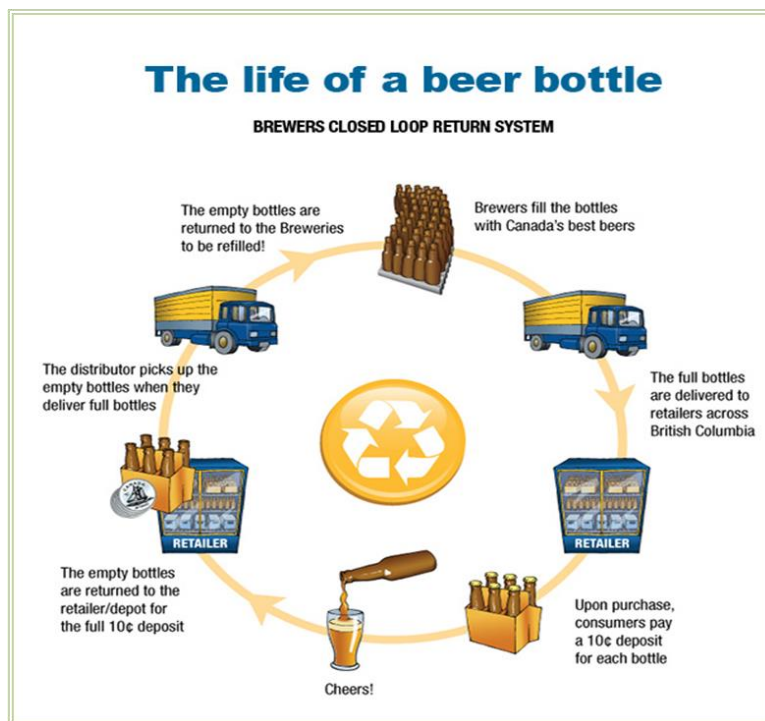 The life of a beer bottle
BREWERS CLOSED LOOP RETURN SYSTEM
Brewers fill the bottles
with Canada's best beers
The full bottles
are delivered to
retailers across
British Columbia
RETAILER
Upon purchase,
consumers pay
a 10¢ deposit
for each bottle
Cheers!
The empty bottles
are returned to the
retailer/depot for
the full 10¢ deposit
RETAILER
CANADA
The distributor picks up the
empty bottles when they
deliver full bottles
The empty bottles are
returned to the Breweries
to be refilled!